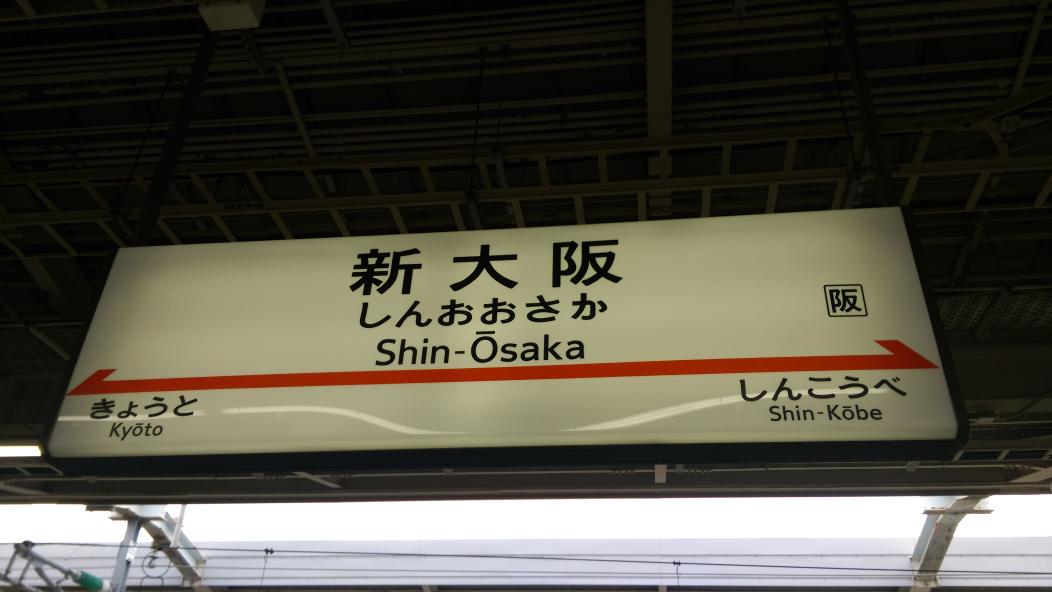 新大阪
しんおおさか
Shin-Ōsaka
阪
きょうと
Kyōto
しんこうべ
Shin-Kōbe